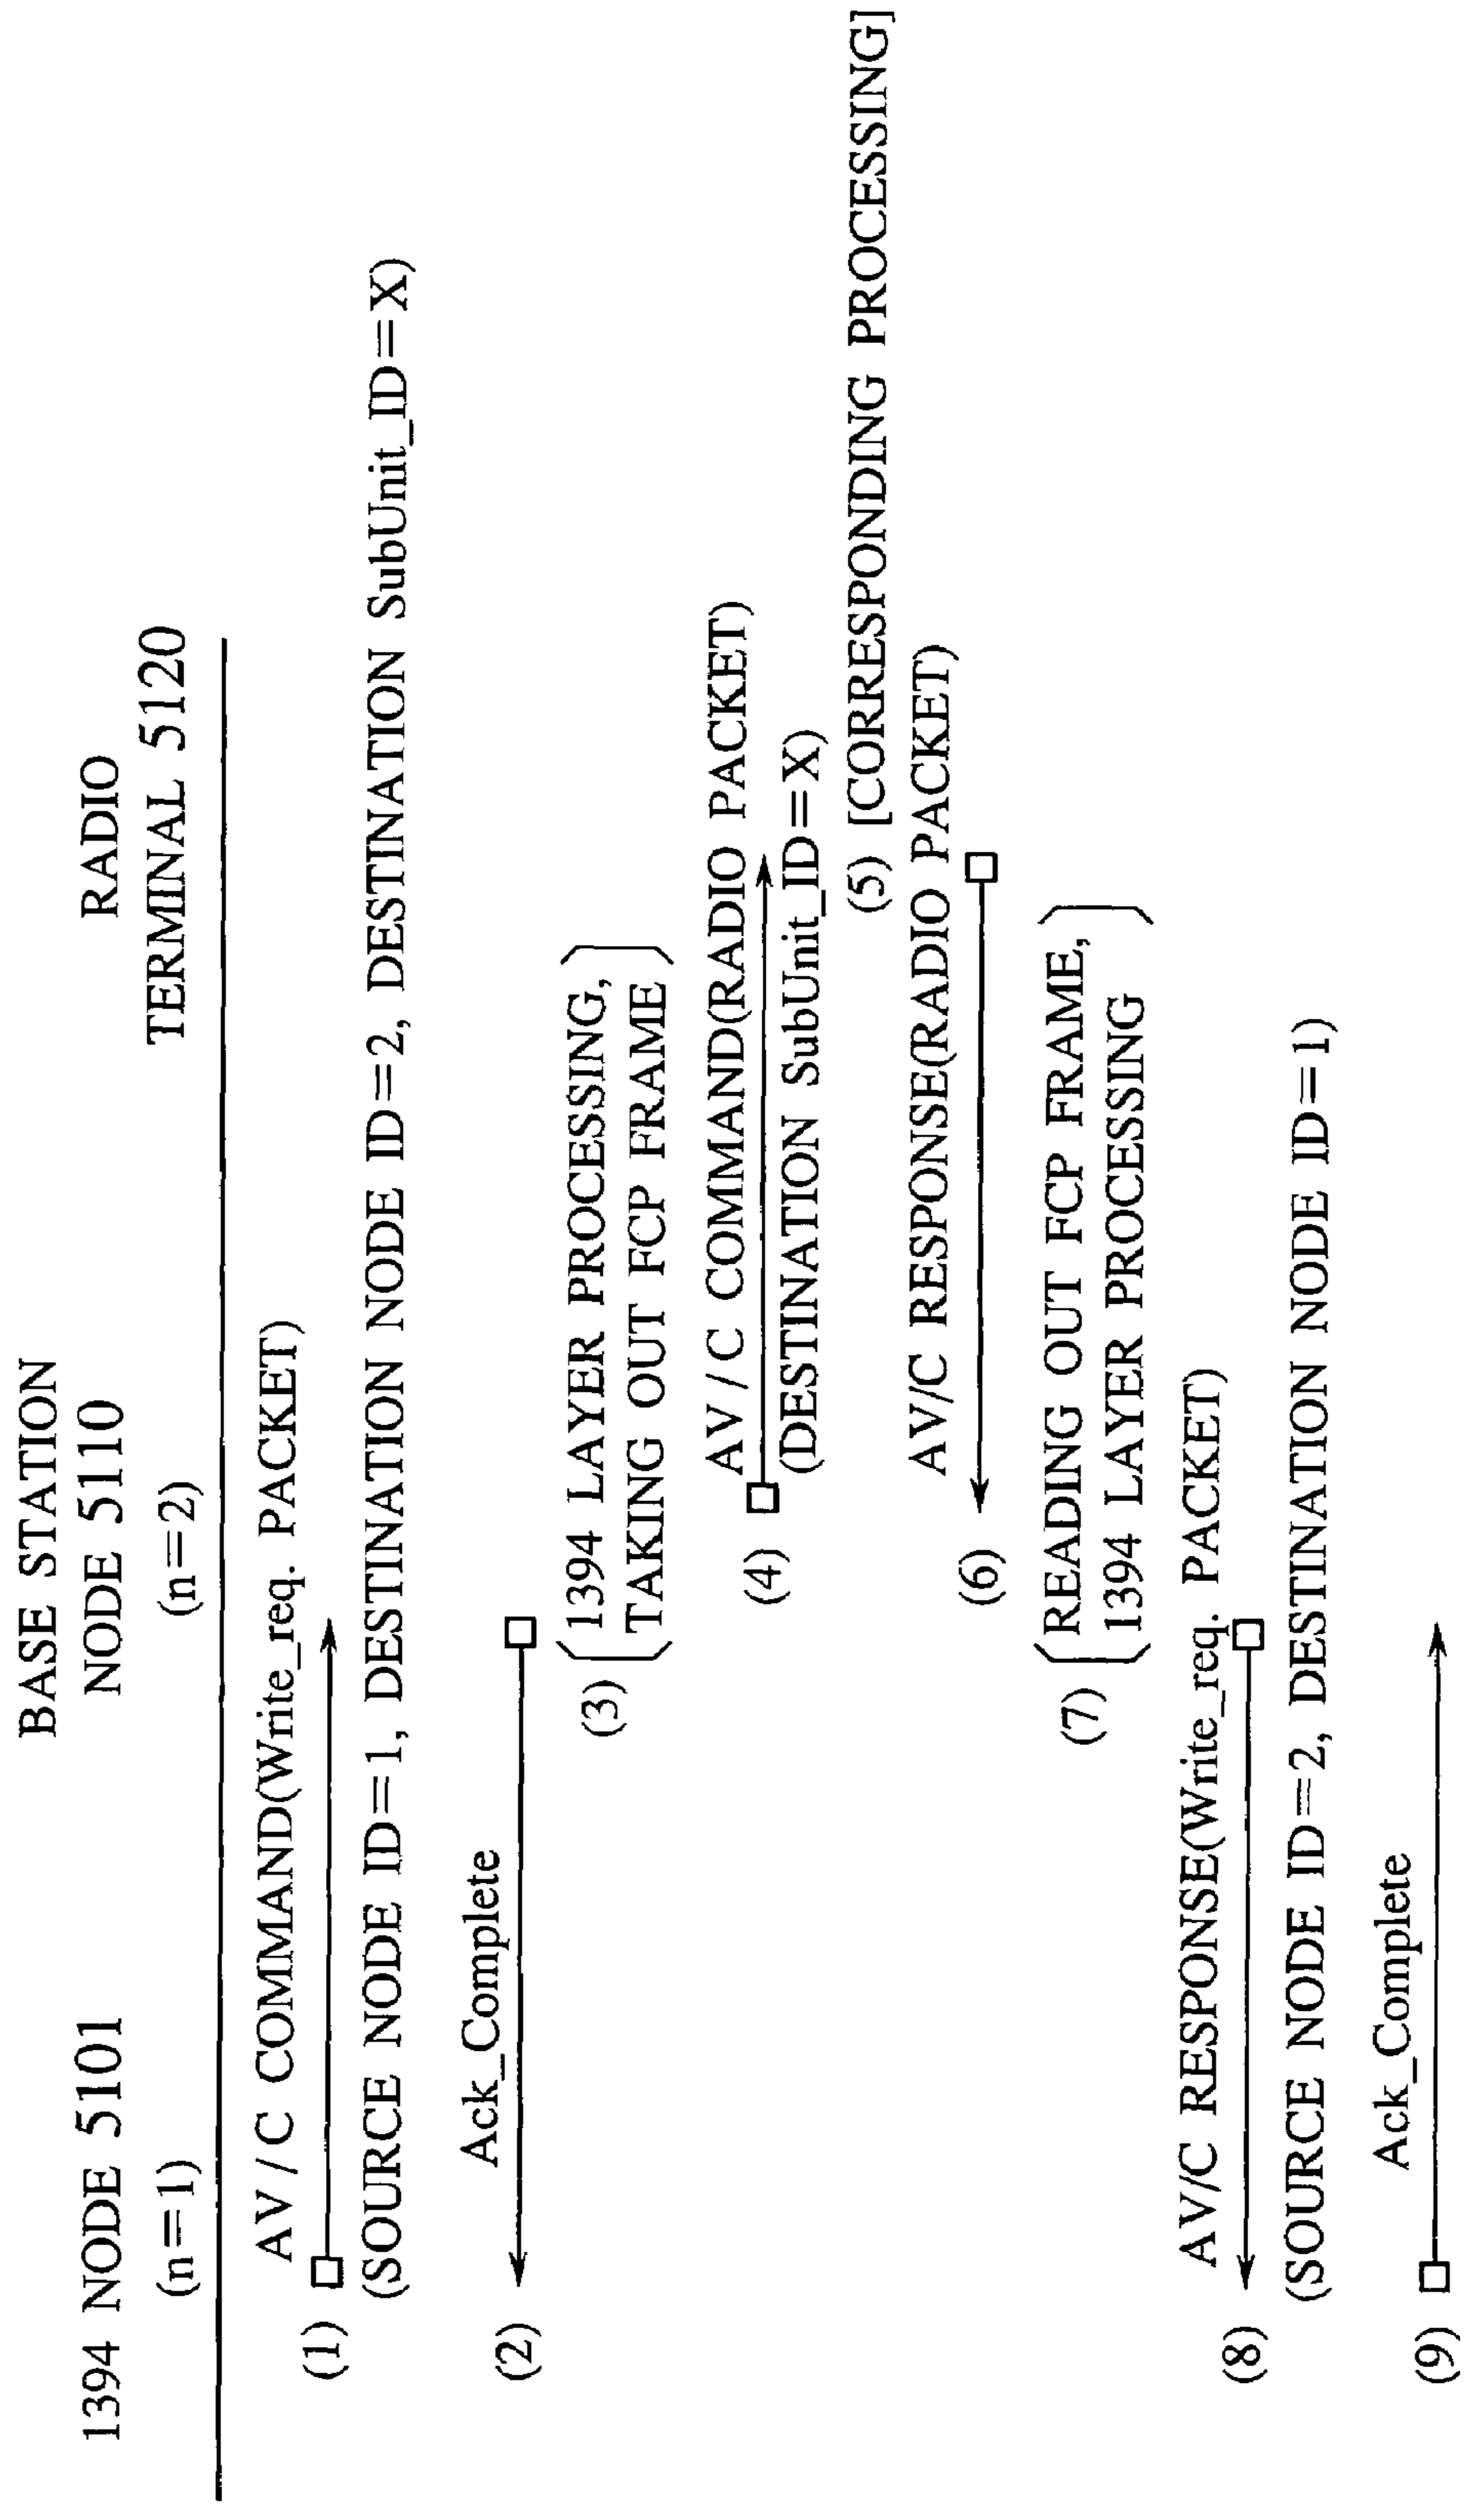 1394 NODE 5101
(n=1)
BASE STATION
NODE 5110
(n=2)
RADIO
TERMINAL 5120
AV/C COMMAND(Write_req. PACKET)
(1)
(SOURCE NODE ID=1, DESTINATION NODE ID=2, DESTINATION SubUnit_ID=X)
Ack_Complete
(2)
(3) (1394 LAYER PROCESSING,
TAKING OUT FCP FRAME)
AV/C COMMAND(RADIO PACKET)
(4)
(DESTINATION SubUnit_ID=X)
(5) [CORRESPONDING PROCESSING]
AV/C RESPONSE(RADIO PACKET)
(6)
(7) (READING OUT FCP FRAME,
1394 LAYER PROCESSING)
AV/C RESPONSE(Write_req. PACKET)
(8)
(SOURCE NODE ID=2, DESTINATION NODE ID=1)
Ack_Complete
(9)